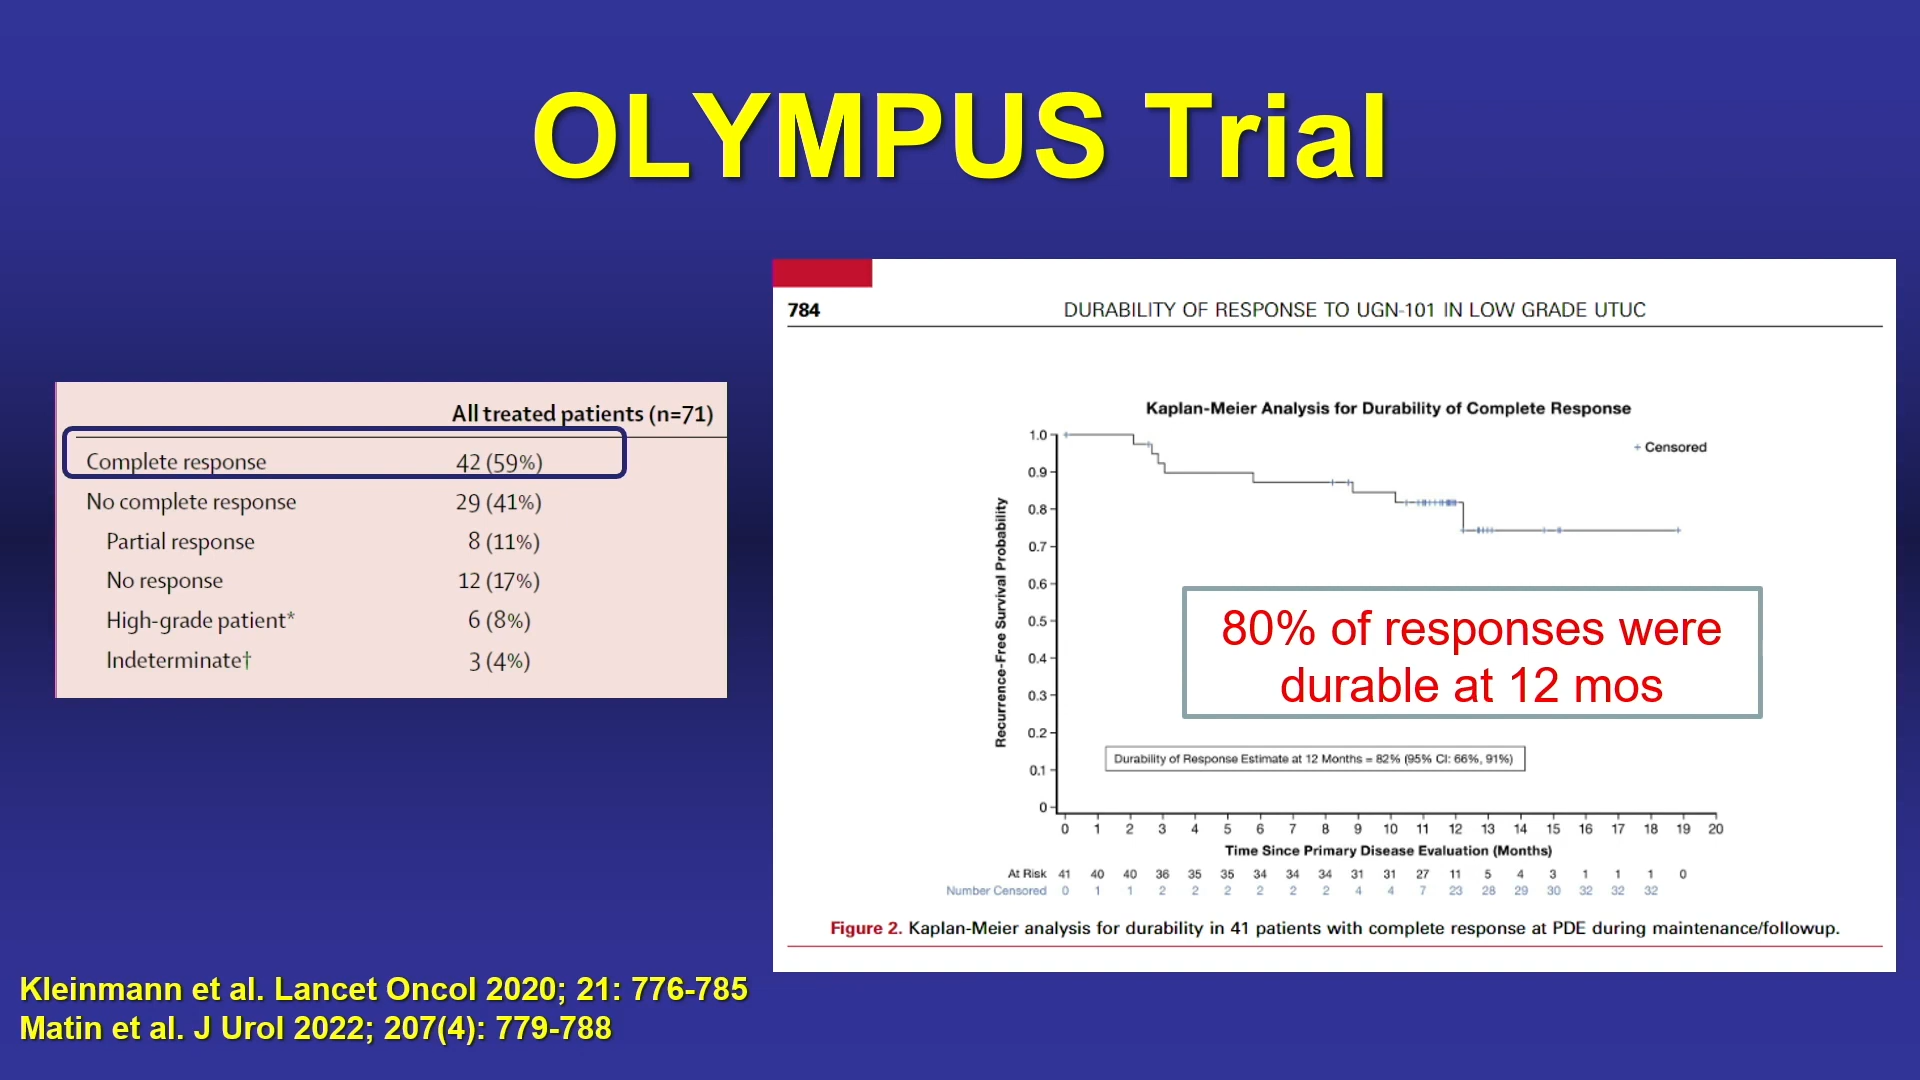 OLYMPUS Trial
All treated patients (n=71)
Complete response 42 (59%)
No complete response 29 (41%)
Partial response 8 (11%)
No response 12 (17%)
High-grade patient* 6 (8%)
Indeterminate† 3 (4%)
784 DURABILITY OF RESPONSE TO UGN-101 IN LOW GRADE UTUC
Kaplan-Meier Analysis for Durability of Complete Response
+ Censored
Recurrence-Free Survival Probability
1.0
0.9
0.8
0.7
0.6
0.5
0.4
0.3
0.2
0.1
0
80% of responses were
durable at 12 mos
Durability of Response Estimate at 12 Months = 82% (95% CI: 66%, 91%)
0 1 2 3 4 5 6 7 8 9 10 11 12 13 14 15 16 17 18 19 20
Time Since Primary Disease Evaluation (Months)
At Risk 41 40 40 36 35 35 34 34 34 31 31 27 11 5 4 3 1 1 1 0
Number Censored 0 1 1 2 2 2 2 2 2 4 4 7 23 28 29 30 32 32 32
Figure 2. Kaplan-Meier analysis for durability in 41 patients with complete response at PDE during maintenance/followup.
Kleinmann et al. Lancet Oncol 2020; 21: 776-785
Matin et al. J Urol 2022; 207(4): 779-788